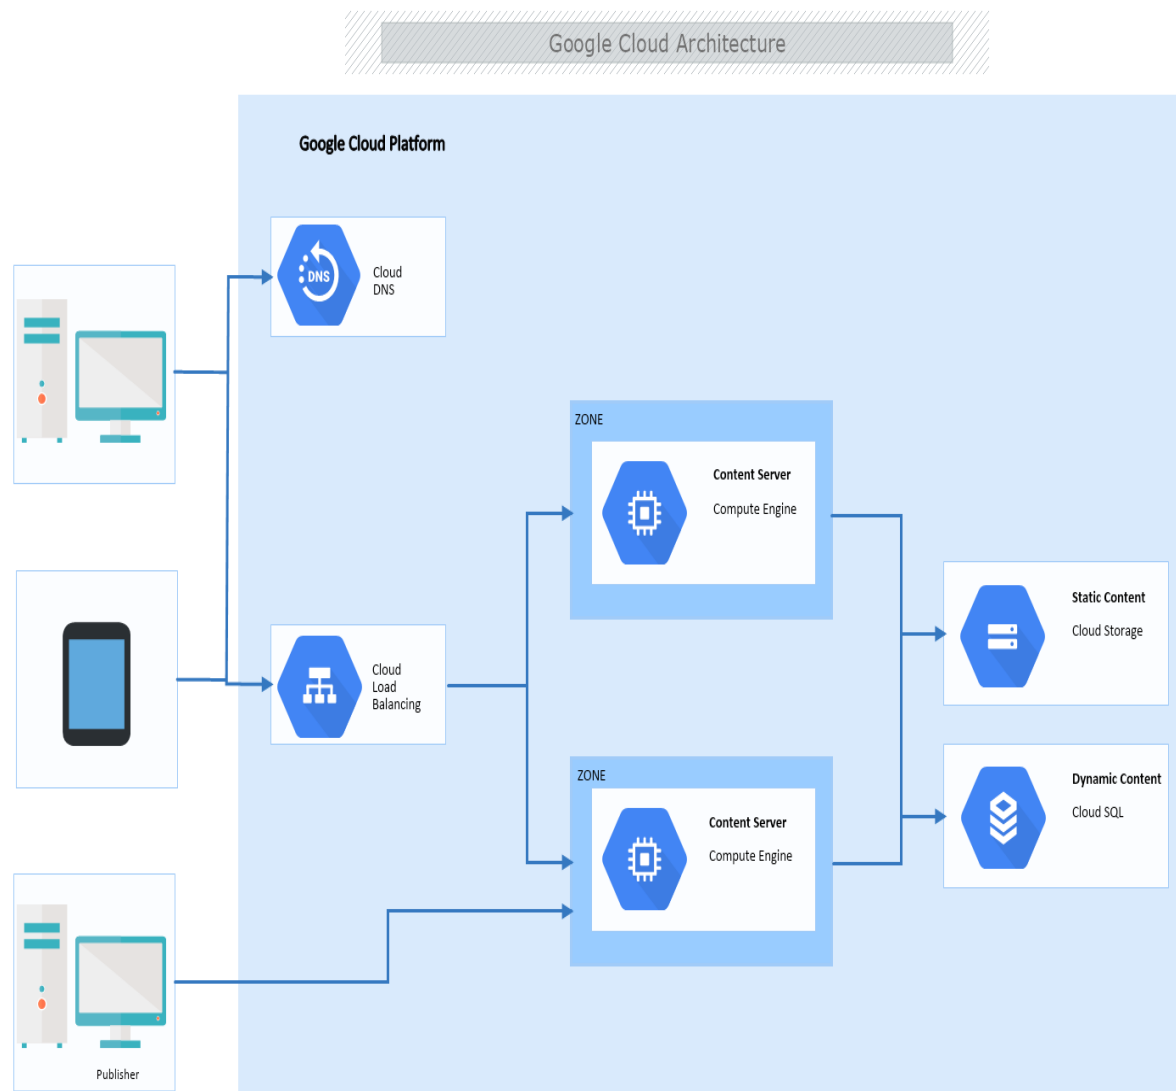 Google Cloud Architecture
Google Cloud Platform
DNS
Cloud
DNS
ZONE
Content Server
Compute Engine
Static Content
Cloud Storage
Cloud
Load
Balancing
ZONE
Content Server
Compute Engine
Dynamic Content
Cloud SQL
Publisher